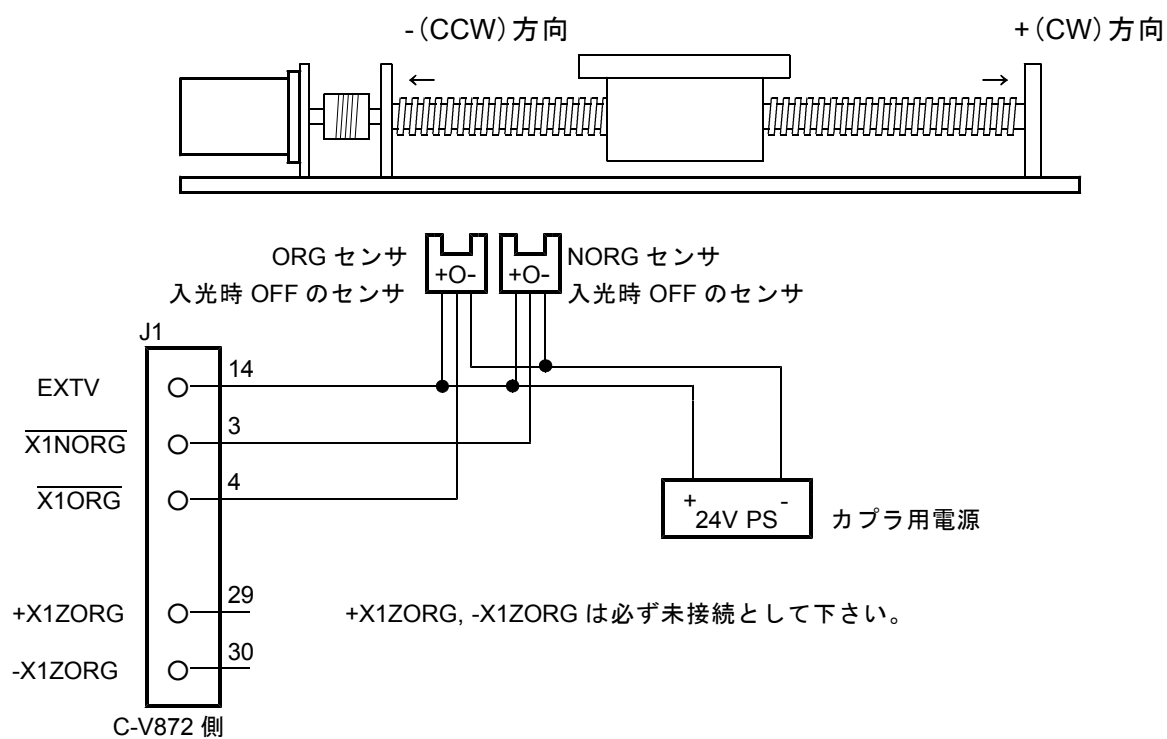 -(CCW)方向
+(CW)方向
←
→
ORG センサ
NORG センサ
+O-
+O-
入光時 OFF のセンサ
入光時 OFF のセンサ
J1
EXTV
14
X1NORG
3
X1ORG
4
+ -
24V PS
カプラ用電源
+X1ZORG
29
+X1ZORG, -X1ZORG は必ず未接続として下さい。
-X1ZORG
30
C-V872 側